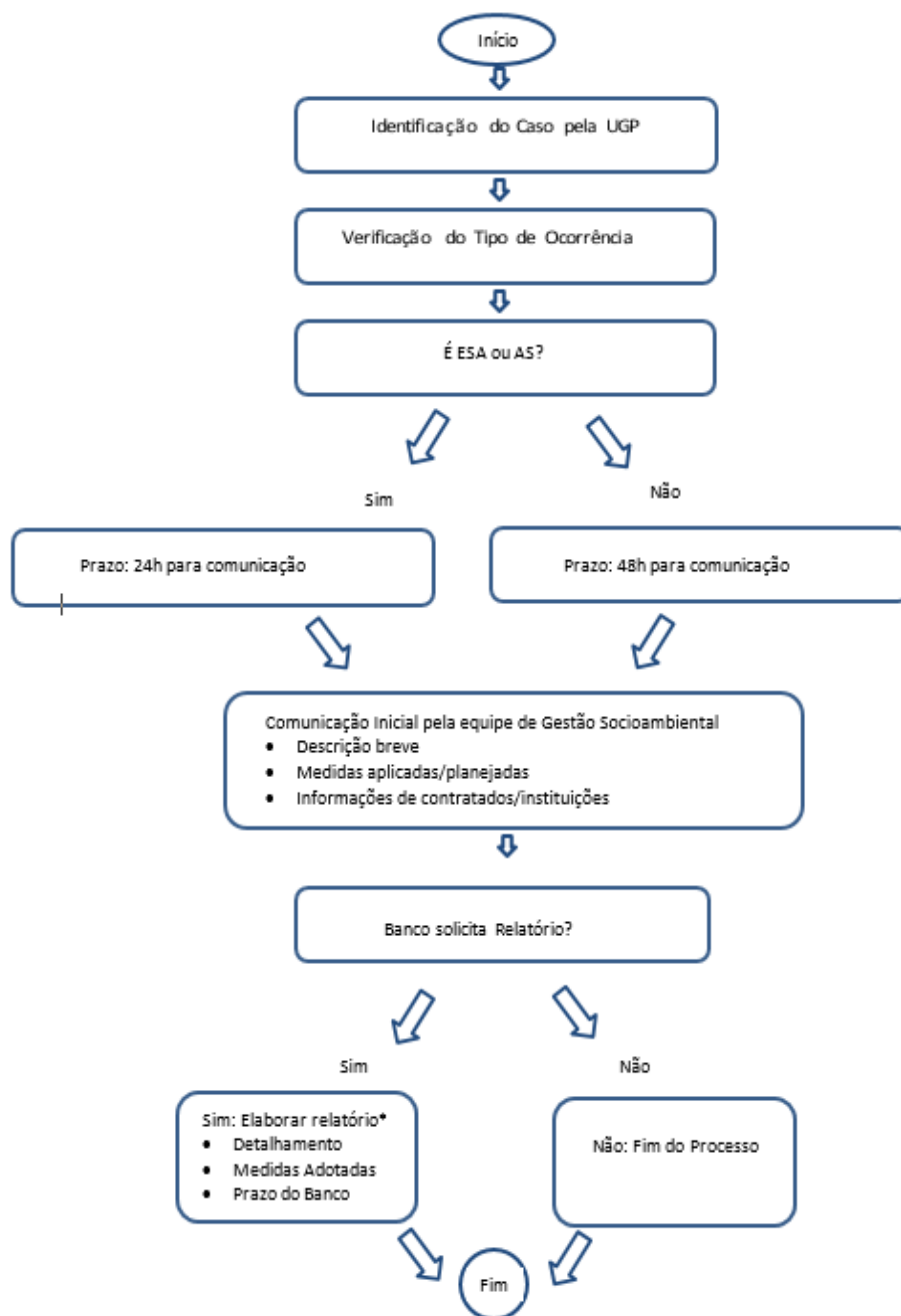 Início
Identificação do Caso pela UGP
Verificação do Tipo de Ocorrência
É ESA ou AS?
Sim
Não
Prazo: 24h para comunicação
Prazo: 48h para comunicação
Comunicação Inicial pela equipe de Gestão Socioambiental
• Descrição breve
• Medidas aplicadas/planejadas
• Informações de contratados/instituições
Banco solicita Relatório?
Sim
Não
Sim: Elaborar relatório*
• Detalhamento
• Medidas Adotadas
• Prazo do Banco
Não: Fim do Processo
Fim